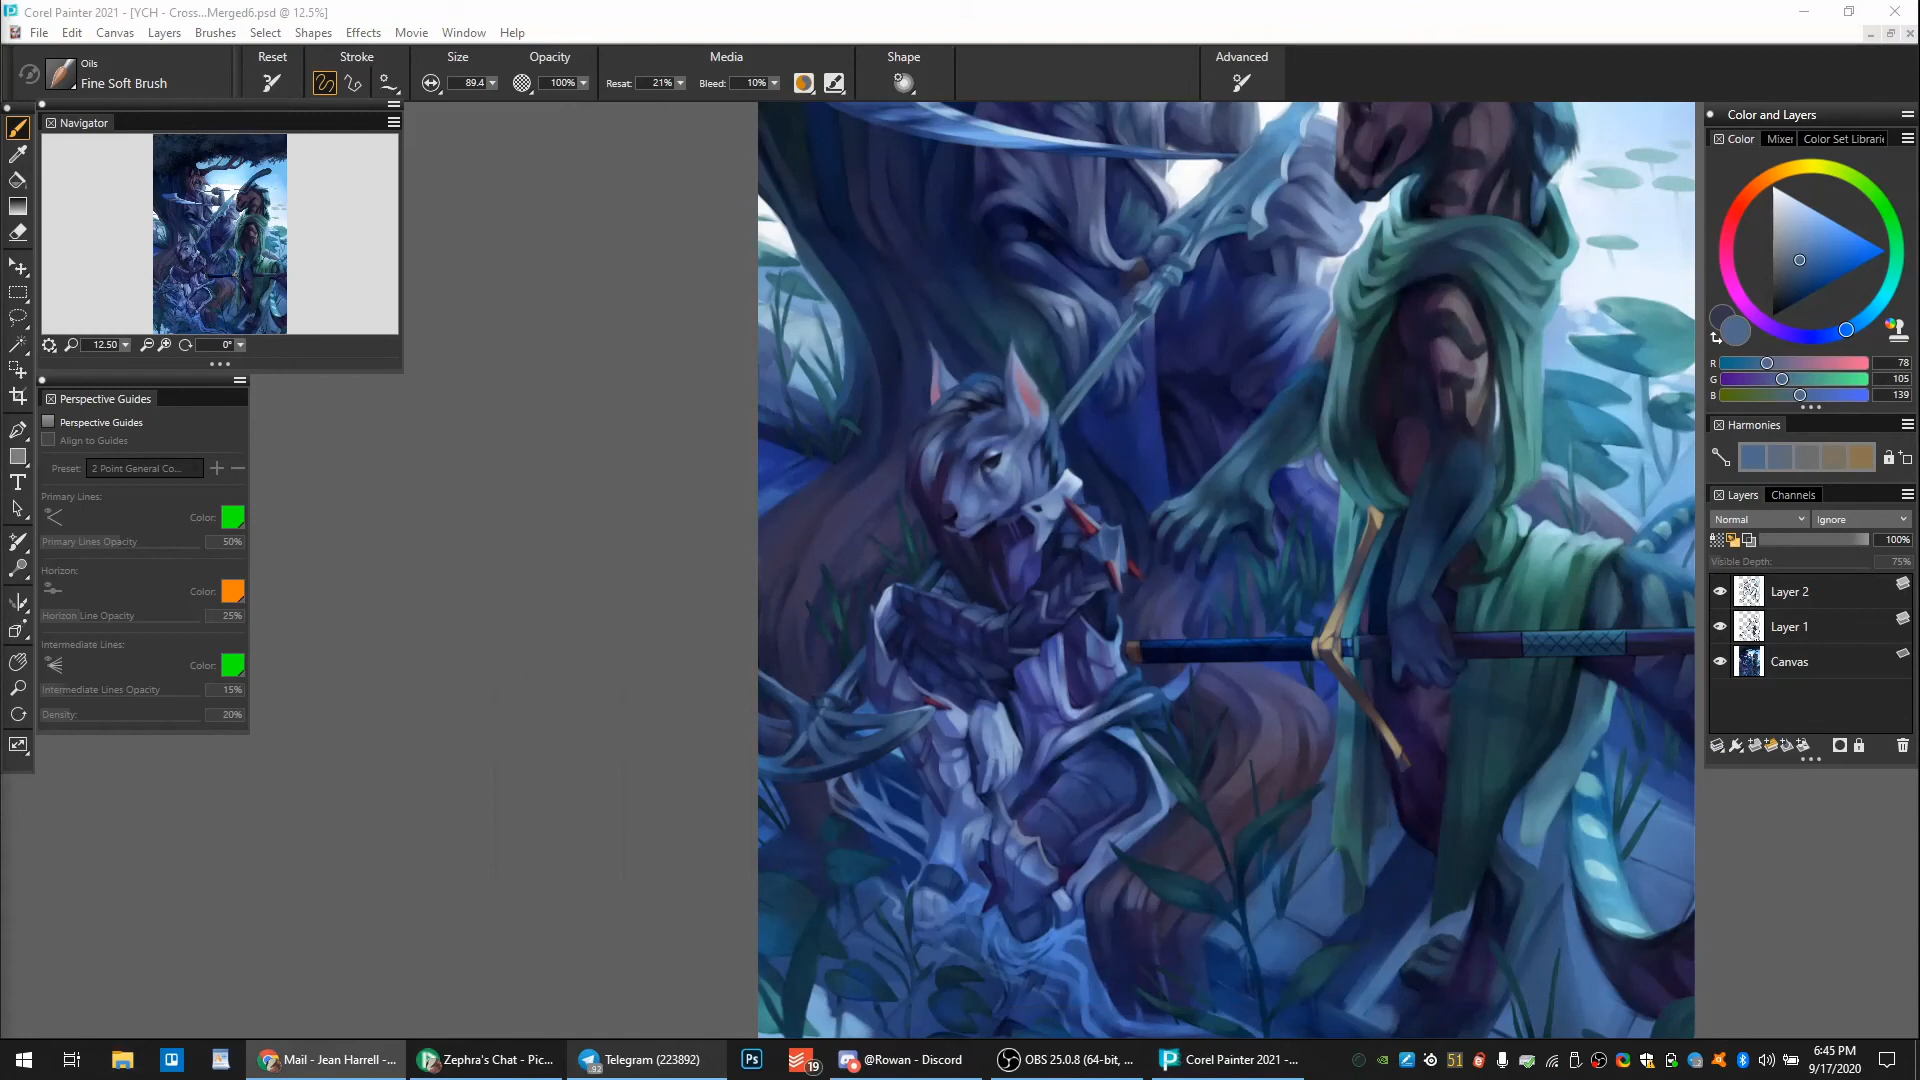 Corel Painter 2021 - [YCH - Cross...Merged6.psd @ 12.5%]
File Edit Canvas Layers Brushes Select Shapes Effects Movie Window Help
Reset Stroke Size Opacity Media Shape Advanced
Oils
Fine Soft Brush
89.4 100% Resat: 21% Bleed: 10%
Navigator
12.50 0°
Perspective Guides
Perspective Guides
Align to Guides
Preset: 2 Point General Co...
Primary Lines:
Color:
Primary Lines Opacity 50%
Horizon:
Color:
Horizon Line Opacity 25%
Intermediate Lines:
Color:
Intermediate Lines Opacity 15%
Density: 20%
Color and Layers
Color Mixer Color Set Librari
R 78
G 105
B 139
Harmonies
Layers Channels
Normal Ignore
100%
Visible Depth: 75%
Layer 2
Layer 1
Canvas
Mail - Jean Harrell -...
Zephra's Chat - Pic...
92 Telegram (223892)
Ps
19
@Rowan - Discord
OBS 25.0.8 (64-bit, ...
Corel Painter 2021 -...
51
6:45 PM
9/17/2020